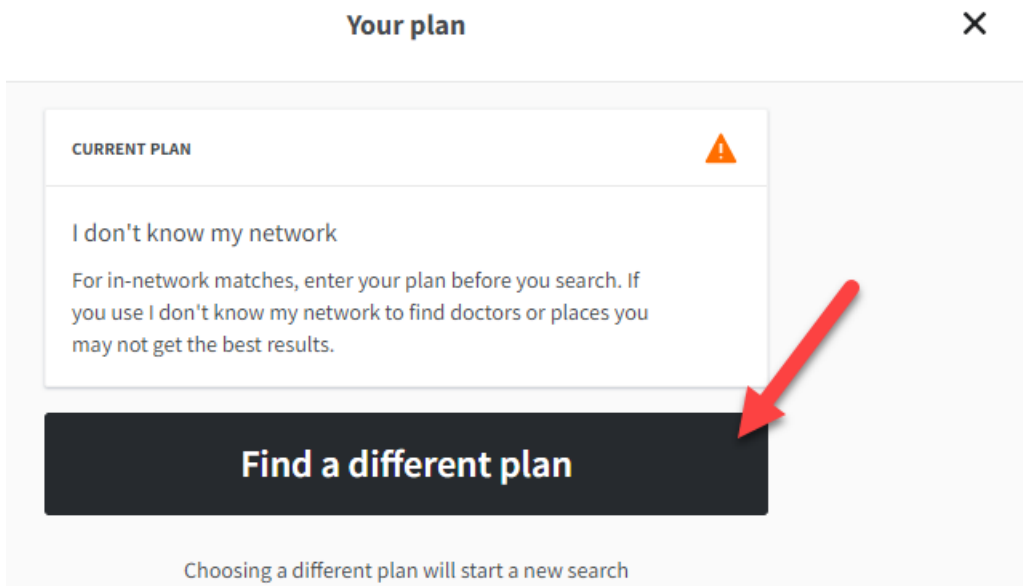 Your plan
CURRENT PLAN
I don't know my network
For in-network matches, enter your plan before you search. If
you use I don't know my network to find doctors or places you
may not get the best results.
Find a different plan
Choosing a different plan will start a new search